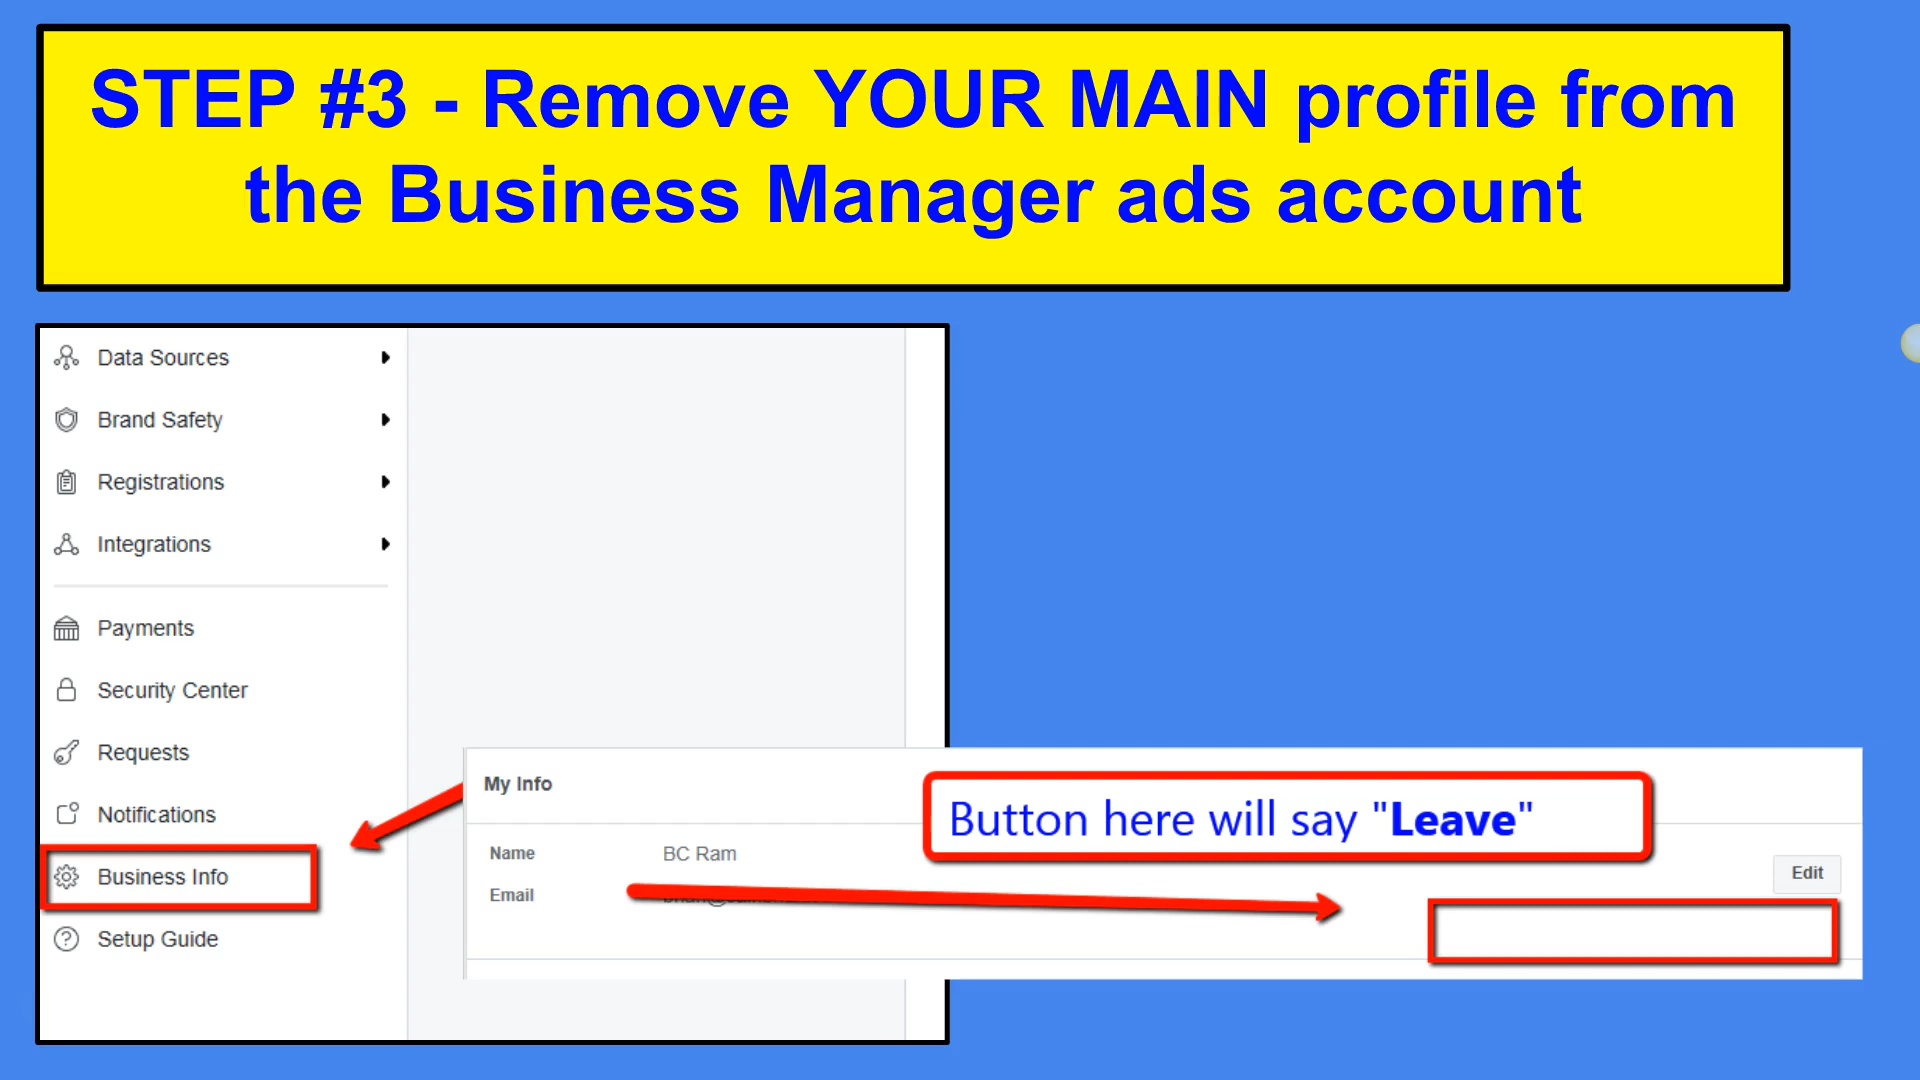 STEP #3 - Remove YOUR MAIN profile from
the Business Manager ads account
Data Sources
Brand Safety
Registrations
Integrations
Payments
Security Center
Requests
Notifications
Business Info
Setup Guide
My Info
Button here will say "Leave"
Name BC Ram
Edit
Email